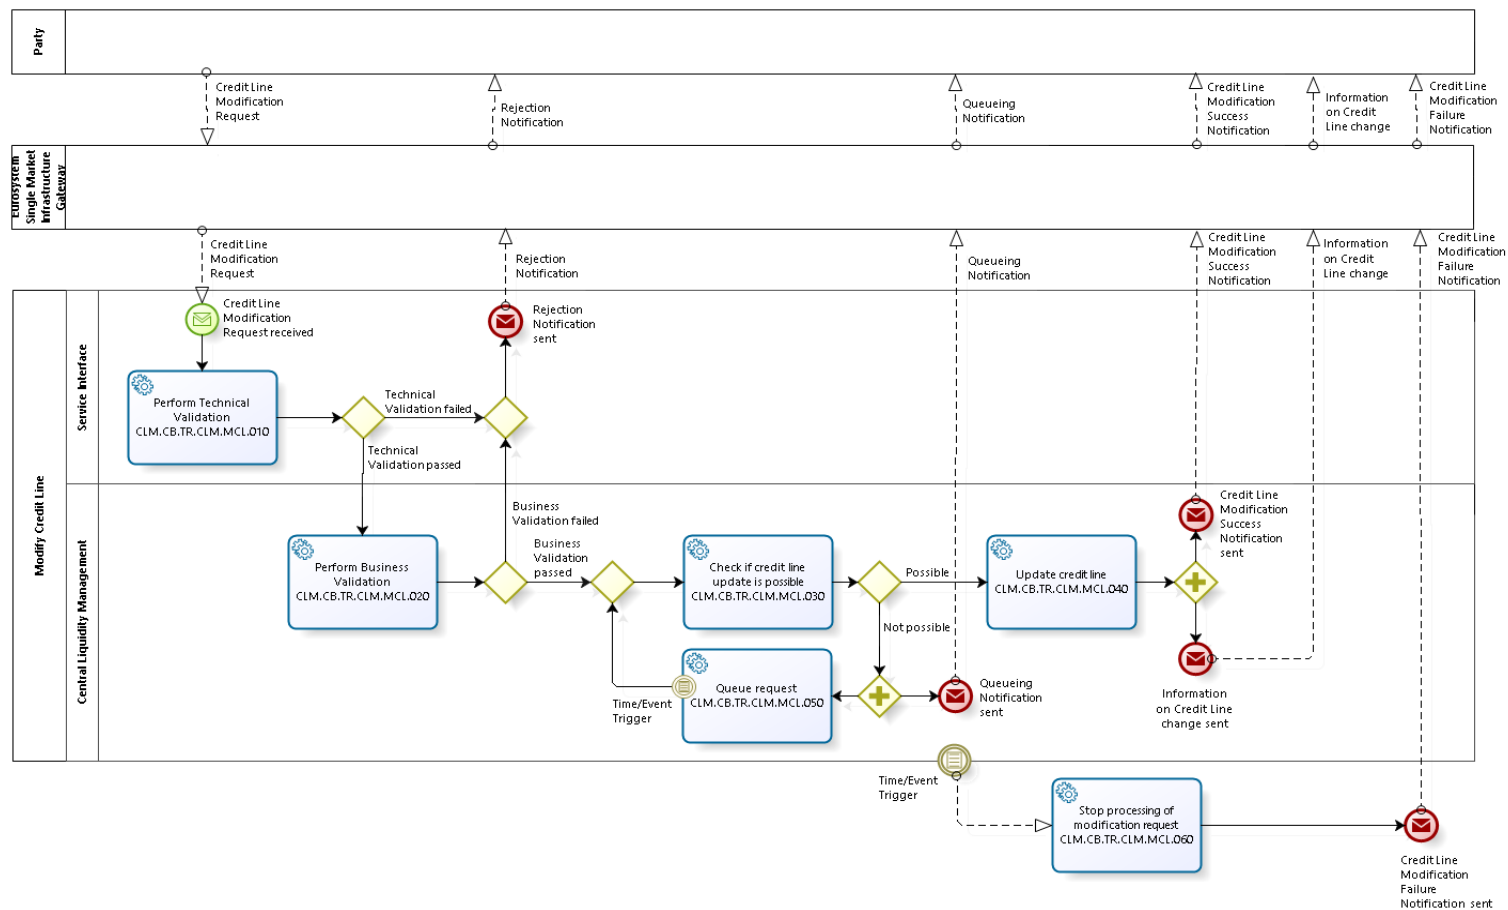 Party
Credit Line
Modification
Request
Rejection
Notification
Queueing
Notification
Credit Line
Modification
Success
Notification
Information
on Credit
Line change
Credit Line
Modification
Failure
Notification
Eurosystem
Single Market
Infrastructure
Gateway
Credit Line
Modification
Request
Rejection
Notification
Queueing
Notification
Credit Line
Modification
Success
Notification
Information
on Credit
Line change
Credit Line
Modification
Failure
Notification
Modify Credit Line
Service Interface
Credit Line
Modification
Request received
Rejection
Notification
sent
Perform Technical
Validation
CLM.CB.TR.CLM.MCL.010
Technical
Validation failed
Technical
Validation passed
Central Liquidity Management
Business
Validation failed
Business
Validation
passed
Perform Business
Validation
CLM.CB.TR.CLM.MCL.020
Check if credit line
update is possible
CLM.CB.TR.CLM.MCL.030
Possible
Not possible
Update credit line
CLM.CB.TR.CLM.MCL.040
Credit Line
Modification
Success
Notification
sent
Information
on Credit Line
change sent
Queue request
CLM.CB.TR.CLM.MCL.050
Time/Event
Trigger
Queueing
Notification
sent
Time/Event
Trigger
Stop processing of
modification request
CLM.CB.TR.CLM.MCL.060
Credit Line
Modification
Failure
Notification sent